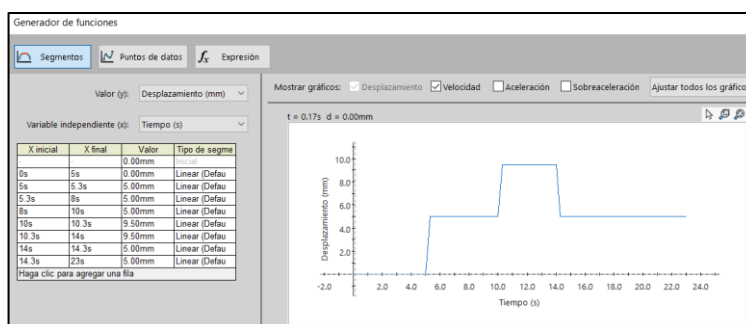 Generador de funciones
Segmentos Puntos de datos fx Expresión
Valor (y): Desplazamiento (mm)
Variable independiente (x): Tiempo (s)
X inicial X final Valor Tipo de segme
- - 0.00mm Inicial
0s 5s 0.00mm Linear (Defau
5s 5.3s 5.00mm Linear (Defau
5.3s 8s 5.00mm Linear (Defau
8s 10s 5.00mm Linear (Defau
10s 10.3s 9.50mm Linear (Defau
10.3s 14s 9.50mm Linear (Defau
14s 14.3s 5.00mm Linear (Defau
14.3s 23s 5.00mm Linear (Defau
Haga clic para agregar una fila
Mostrar gráficos: Desplazamiento Velocidad Aceleración Sobreaceleración Ajustar todos los gráfico
t = 0.17s d = 0.00mm
Desplazamiento (mm)
10.0
8.0
6.0
4.0
2.0
-2.0 0.0 2.0 4.0 6.0 8.0 10.0 12.0 14.0 16.0 18.0 20.0 22.0 24.0
Tiempo (s)